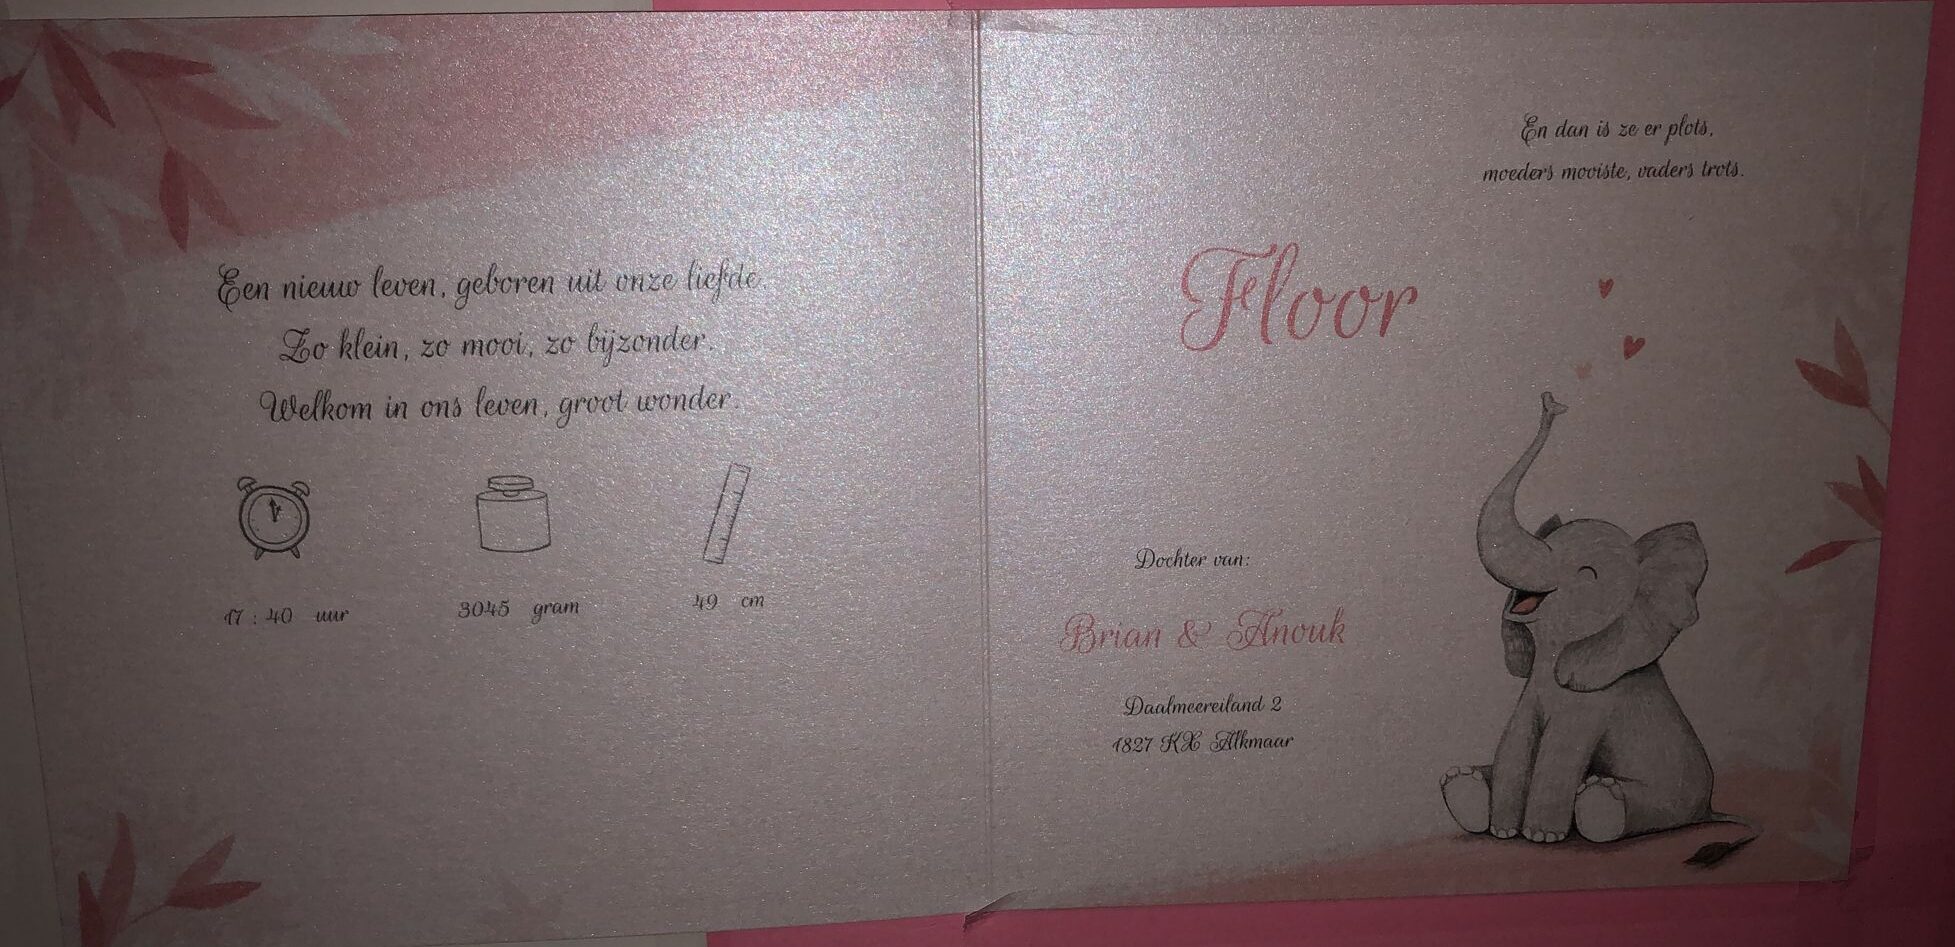 Een nieuw leven, geboren uit onze liefde.
Zo klein, zo mooi, zo bijzonder.
Welkom in ons leven, groot wonder.
17 : 40 uur
3045 gram
49 cm
En dan is ze er plots,
moeders mooiste, vaders trots.
Floor
Dochter van:
Brian & Anouk
Daalmeereiland 2
1827 KX Alkmaar